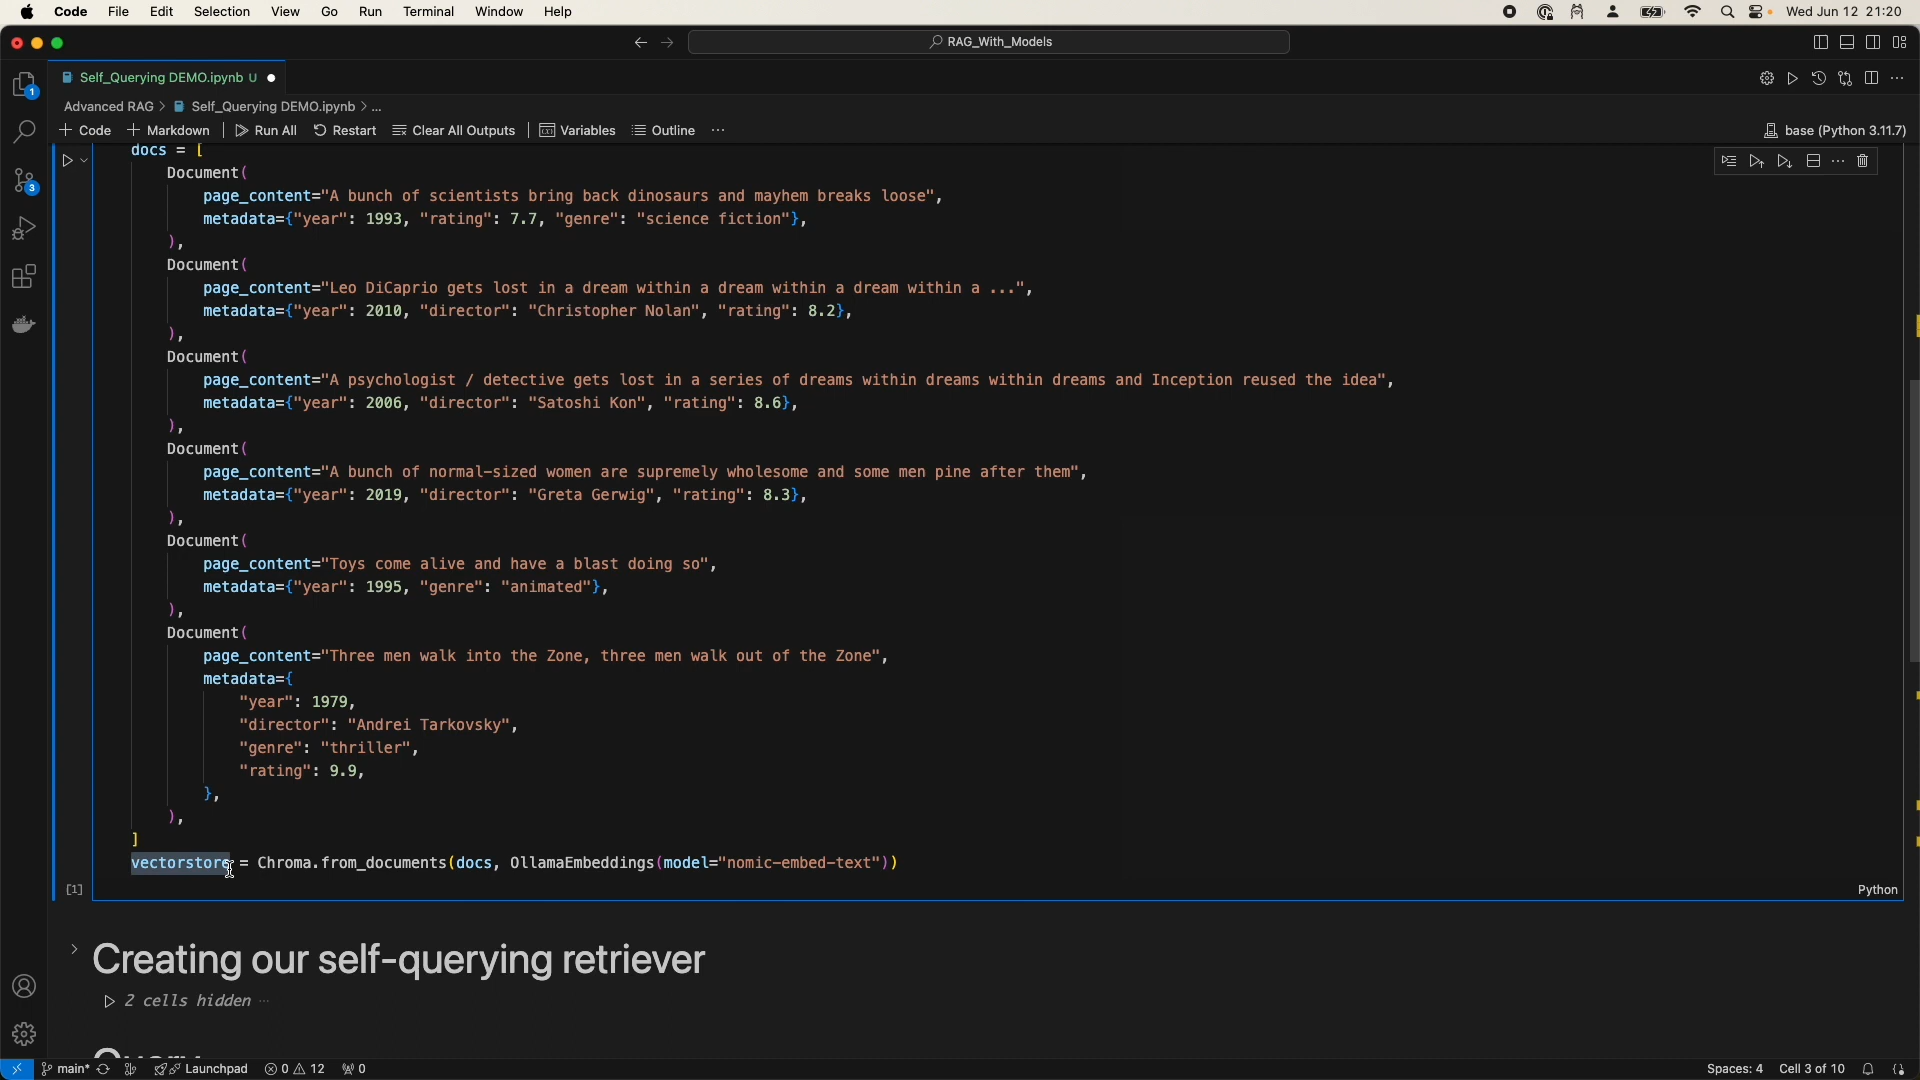 Code File Edit Selection View Go Run Terminal Window Help Wed Jun 12 21:20
RAG_With_Models
Self_Querying DEMO.ipynb U
Advanced RAG > Self_Querying DEMO.ipynb > ...
+ Code + Markdown Run All Restart Clear All Outputs Variables Outline ... base (Python 3.11.7)
docs = [
Document(
page_content="A bunch of scientists bring back dinosaurs and mayhem breaks loose",
metadata={"year": 1993, "rating": 7.7, "genre": "science fiction"},
),
Document(
page_content="Leo DiCaprio gets lost in a dream within a dream within a dream within a ...",
metadata={"year": 2010, "director": "Christopher Nolan", "rating": 8.2},
),
Document(
page_content="A psychologist / detective gets lost in a series of dreams within dreams within dreams and Inception reused the idea",
metadata={"year": 2006, "director": "Satoshi Kon", "rating": 8.6},
),
Document(
page_content="A bunch of normal-sized women are supremely wholesome and some men pine after them",
metadata={"year": 2019, "director": "Greta Gerwig", "rating": 8.3},
),
Document(
page_content="Toys come alive and have a blast doing so",
metadata={"year": 1995, "genre": "animated"},
),
Document(
page_content="Three men walk into the Zone, three men walk out of the Zone",
metadata={
"year": 1979,
"director": "Andrei Tarkovsky",
"genre": "thriller",
"rating": 9.9,
},
),
]
vectorstore = Chroma.from_documents(docs, OllamaEmbeddings(model="nomic-embed-text"))
[1] Python
Creating our self-querying retriever
2 cells hidden ...
1
3
main* Launchpad 0 12 0 Spaces: 4 Cell 3 of 10